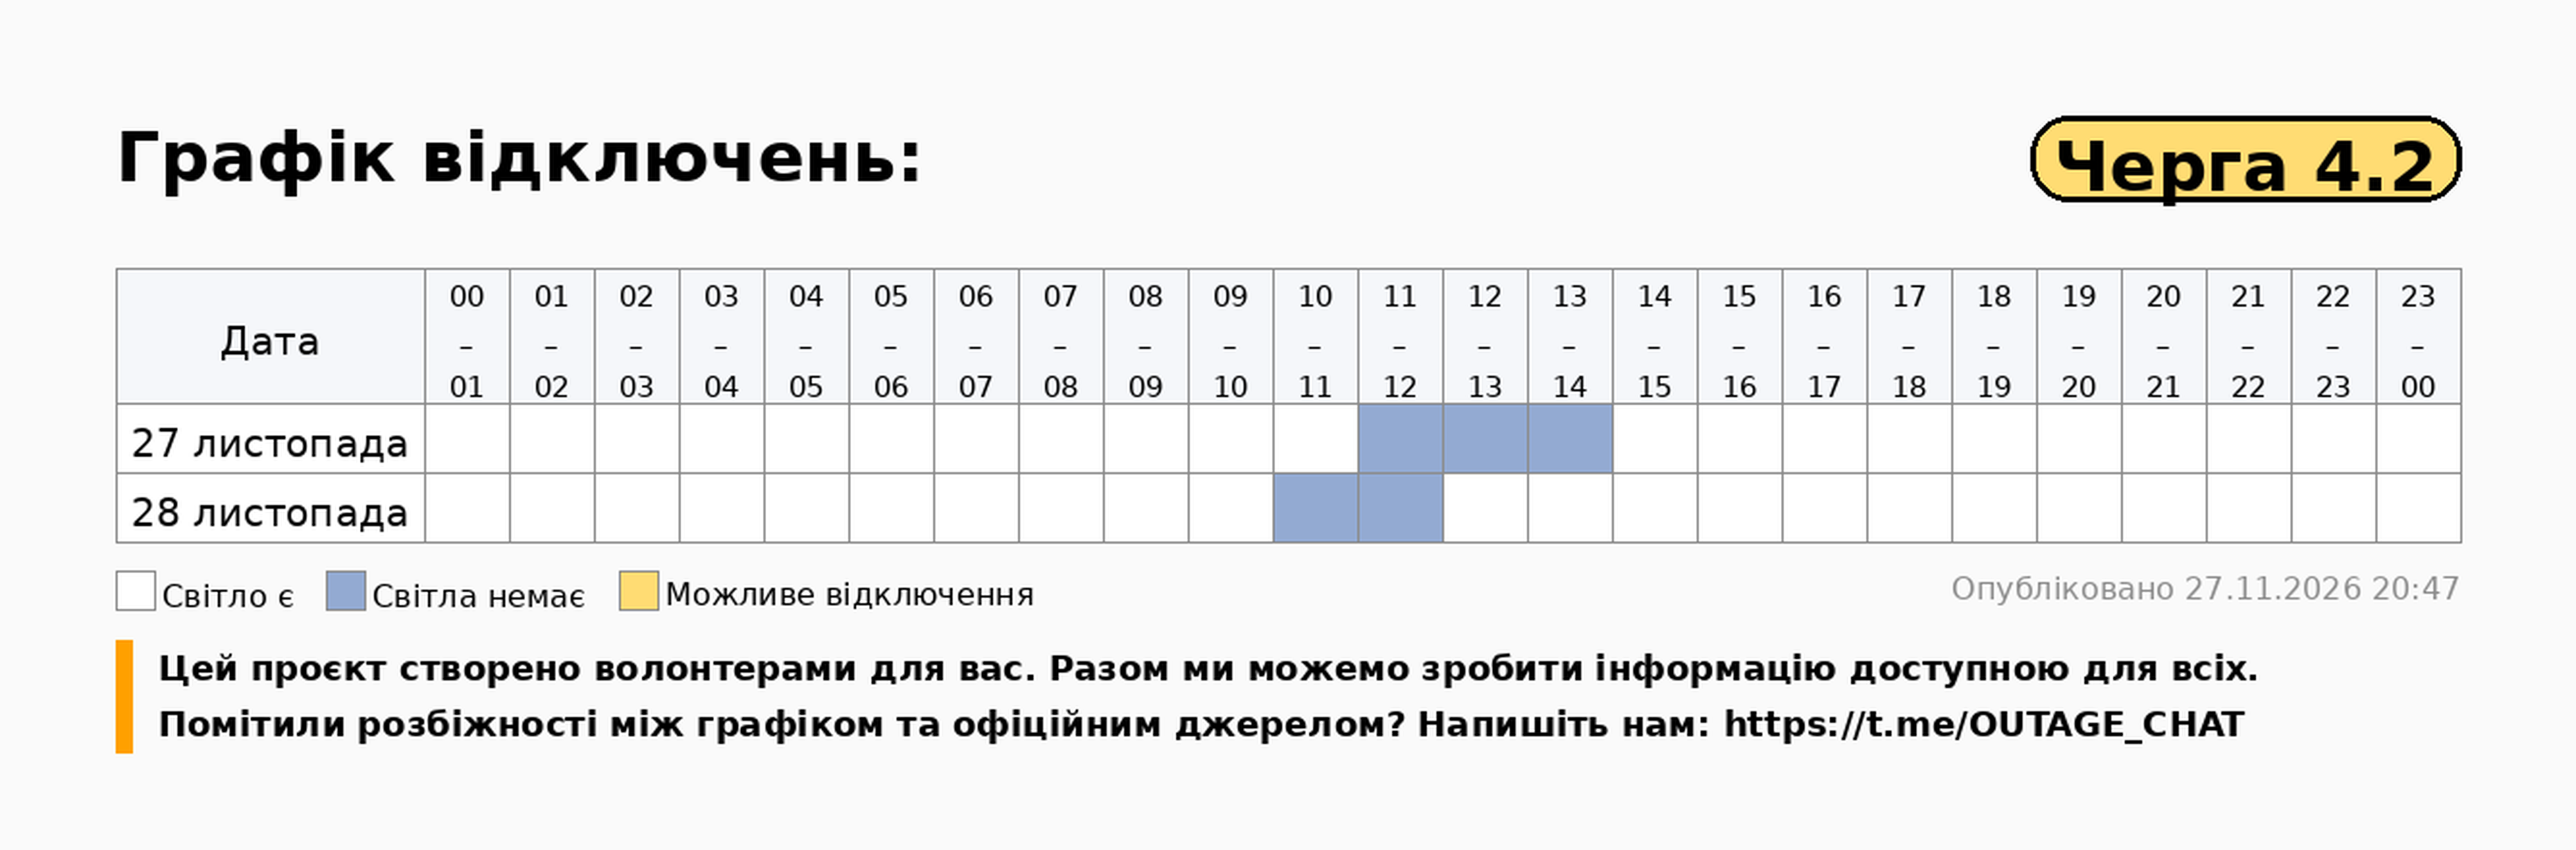 Графік відключень:
Черга 4.2
Дата
00 – 01
01 – 02
02 – 03
03 – 04
04 – 05
05 – 06
06 – 07
07 – 08
08 – 09
09 – 10
10 – 11
11 – 12
12 – 13
13 – 14
14 – 15
15 – 16
16 – 17
17 – 18
18 – 19
19 – 20
20 – 21
21 – 22
22 – 23
23 – 00
27 листопада
28 листопада
Світло є
Світла немає
Можливе відключення
Опубліковано 27.11.2026 20:47
Цей проєкт створено волонтерами для вас. Разом ми можемо зробити інформацію доступною для всіх.
Помітили розбіжності між графіком та офіційним джерелом? Напишіть нам: https://t.me/OUTAGE_CHAT